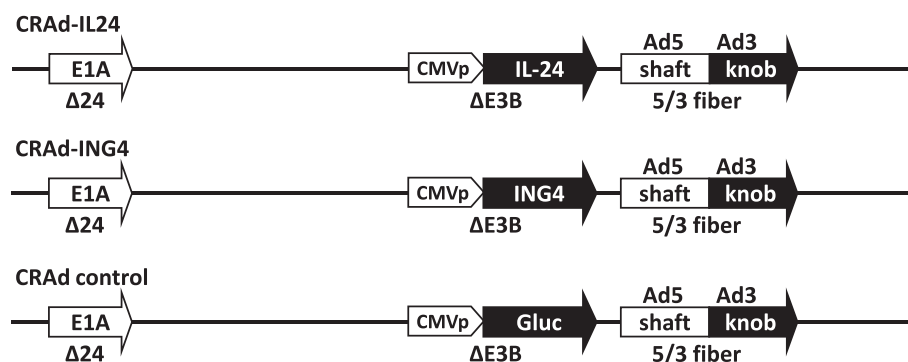 CRAd-IL24
Ad5 Ad3
E1A CMVp IL-24 shaft knob
Δ24 ΔE3B 5/3 fiber
CRAd-ING4
Ad5 Ad3
E1A CMVp ING4 shaft knob
Δ24 ΔE3B 5/3 fiber
CRAd control
Ad5 Ad3
E1A CMVp Gluc shaft knob
Δ24 ΔE3B 5/3 fiber